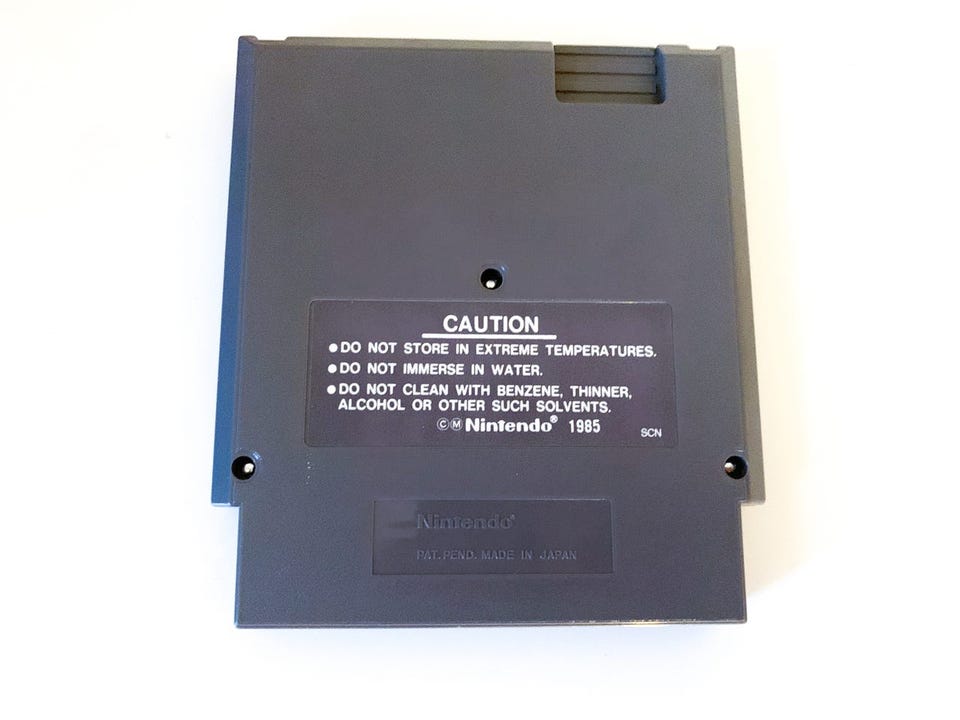 CAUTION
●DO NOT STORE IN EXTREME TEMPERATURES.
●DO NOT IMMERSE IN WATER.
●DO NOT CLEAN WITH BENZENE, THINNER,
ALCOHOL OR OTHER SUCH SOLVENTS.
ⒸⓂNintendo® 1985
SCN
Nintendo®
PAT. PEND. MADE IN JAPAN